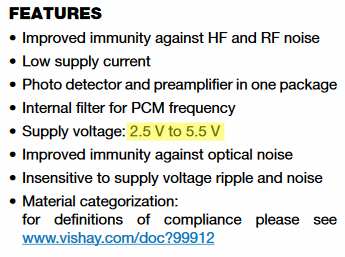 FEATURES
• Improved immunity against HF and RF noise
• Low supply current
• Photo detector and preamplifier in one package
• Internal filter for PCM frequency
• Supply voltage: 2.5 V to 5.5 V
• Improved immunity against optical noise
• Insensitive to supply voltage ripple and noise
• Material categorization:
for definitions of compliance please see
www.vishay.com/doc?99912